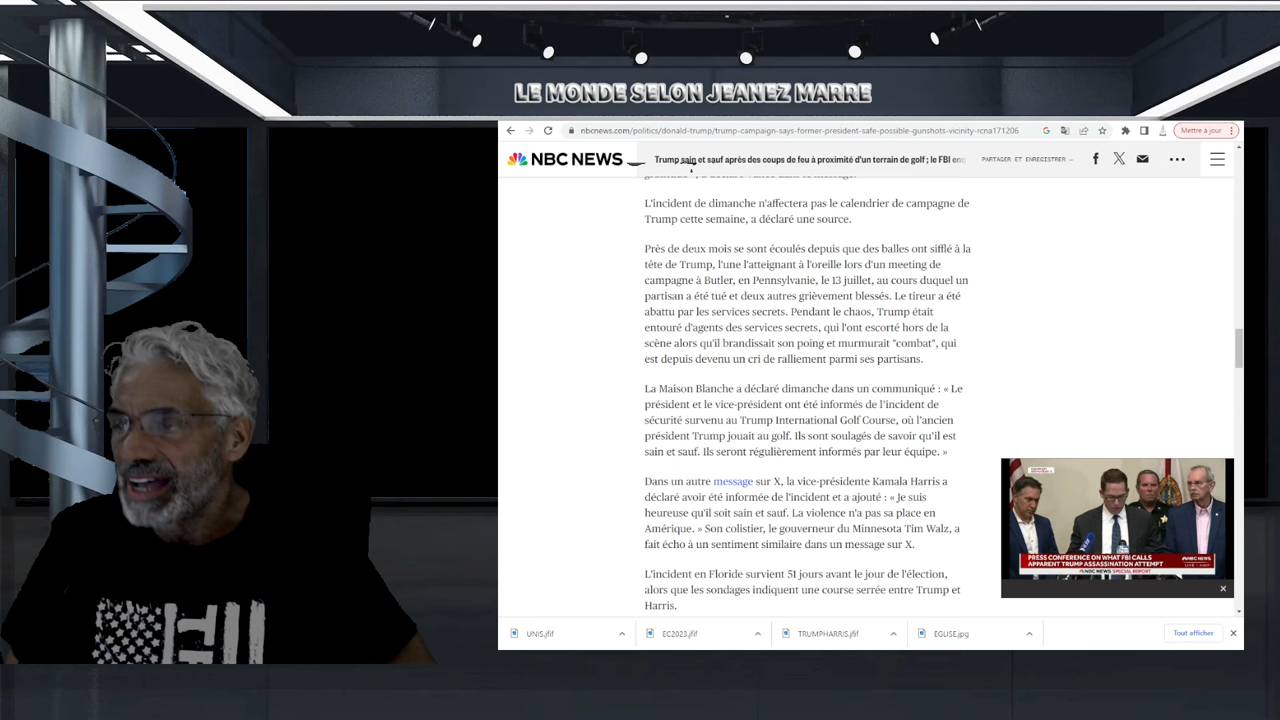 LE MONDE SELON JEANEZ MARRE
nbcnews.com/politics/donald-trump/trump-campaign-says-former-president-safe-possible-gunshots-vicinity-rcna171206
Mettre à jour
NBC NEWS
Trump sain et sauf après des coups de feu à proximité d'un terrain de golf ; le FBI enq
PARTAGER ET ENREGISTRER
L'incident de dimanche n'affectera pas le calendrier de campagne de
Trump cette semaine, a déclaré une source.
Près de deux mois se sont écoulés depuis que des balles ont sifflé à la
tête de Trump, l'une l'atteignant à l'oreille lors d'un meeting de
campagne à Butler, en Pennsylvanie, le 13 juillet, au cours duquel un
partisan a été tué et deux autres grièvement blessés. Le tireur a été
abattu par les services secrets. Pendant le chaos, Trump était
entouré d'agents des services secrets, qui l'ont escorté hors de la
scène alors qu'il brandissait son poing et murmurait "combat", qui
est depuis devenu un cri de ralliement parmi ses partisans.
La Maison Blanche a déclaré dimanche dans un communiqué : « Le
président et le vice-président ont été informés de l'incident de
sécurité survenu au Trump International Golf Course, où l'ancien
président Trump jouait au golf. Ils sont soulagés de savoir qu'il est
sain et sauf. Ils seront régulièrement informés par leur équipe. »
Dans un autre message sur X, la vice-présidente Kamala Harris a
déclaré avoir été informée de l'incident et a ajouté : « Je suis
heureuse qu'il soit sain et sauf. La violence n'a pas sa place en
Amérique. » Son colistier, le gouverneur du Minnesota Tim Walz, a
fait écho à un sentiment similaire dans un message sur X.
L'incident en Floride survient 51 jours avant le jour de l'élection,
alors que les sondages indiquent une course serrée entre Trump et
Harris.
PRESS CONFERENCE ON WHAT FBI CALLS
APPARENT TRUMP ASSASSINATION ATTEMPT
NBC NEWS SPECIAL REPORT
UNIS.jfif
EC2023.jfif
TRUMPHARRIS.jfif
EGLISE.jpg
Tout afficher